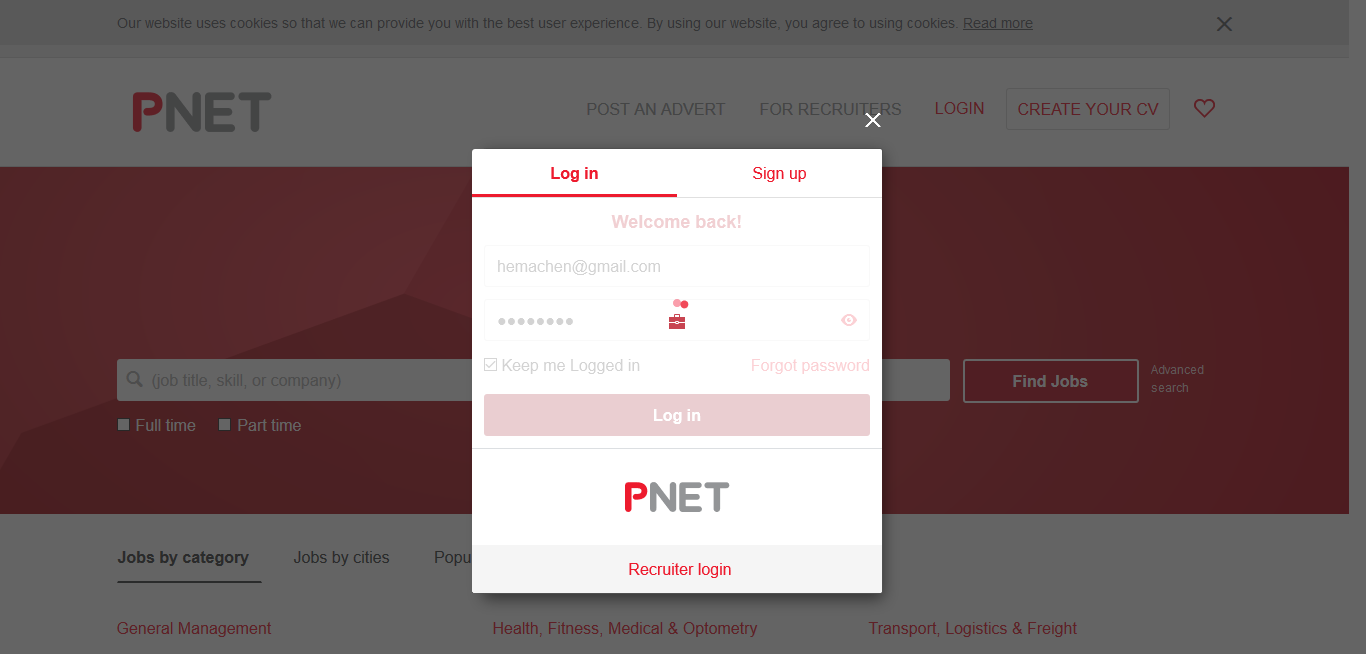 Our website uses cookies so that we can provide you with the best user experience. By using our website, you agree to using cookies. Read more
PNET
POST AN ADVERT
FOR RECRUITERS
LOGIN
CREATE YOUR CV
Log in
Sign up
Welcome back!
hemachen@gmail.com
Keep me Logged in
Forgot password
Log in
(job title, skill, or company)
Find Jobs
Advanced
search
Full time
Part time
PNET
Recruiter login
Jobs by category
Jobs by cities
Popu
General Management
Health, Fitness, Medical & Optometry
Transport, Logistics & Freight